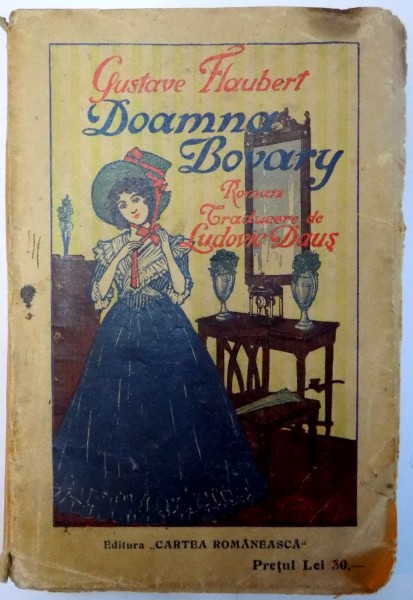 Gustave Flaubert
Doamna
Bovary
Roman
Traducere de
Ludovic Dauș
Editura „CARTEA ROMÂNEASCĂ"
Prețul Lei 30.—